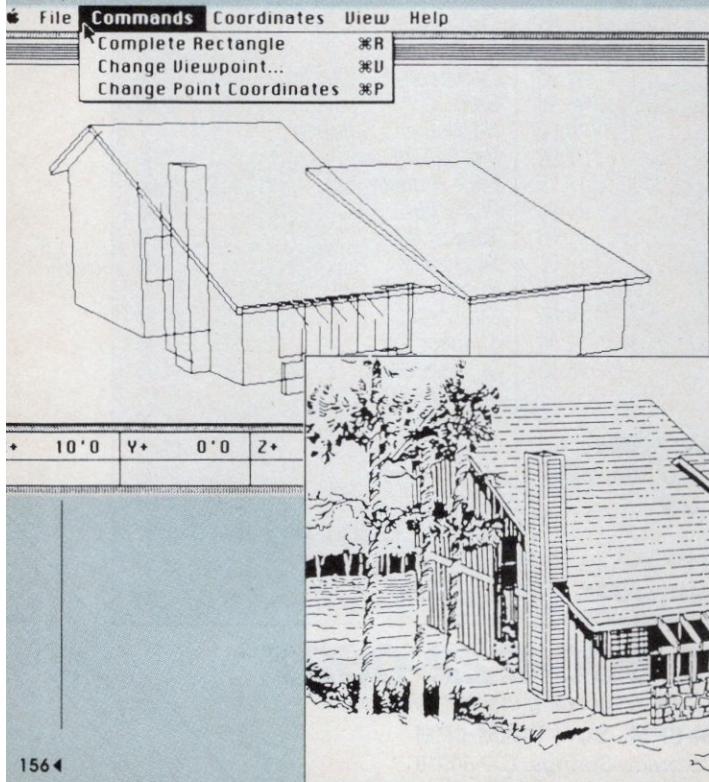 File Commands Coordinates View Help
Complete Rectangle ⌘R
Change Viewpoint... ⌘V
Change Point Coordinates ⌘P
+ 10'0 Y+ 0'0 Z+
156